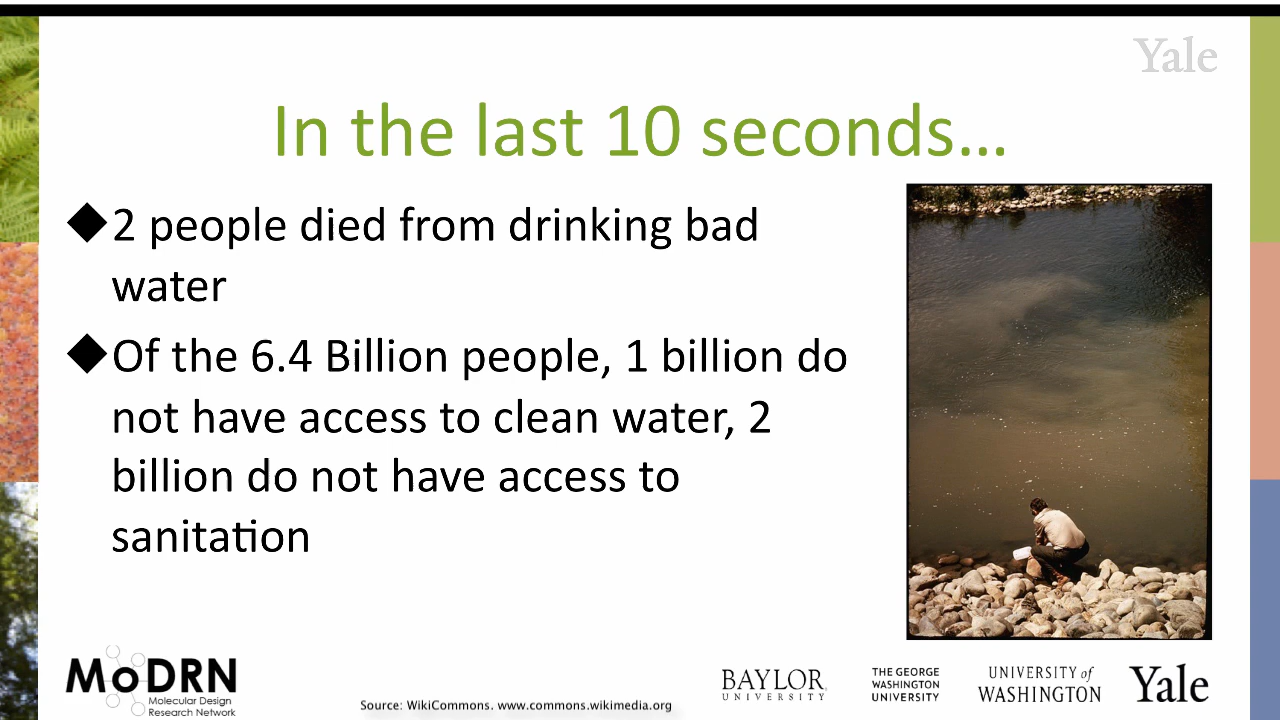 Yale
In the last 10 seconds...
◆2 people died from drinking bad
water
◆Of the 6.4 Billion people, 1 billion do
not have access to clean water, 2
billion do not have access to
sanitation
MoDRN
Molecular Design
Research Network
Source: WikiCommons. www.commons.wikimedia.org
BAYLOR
UNIVERSITY
THE GEORGE
WASHINGTON
UNIVERSITY
UNIVERSITY of
WASHINGTON
Yale